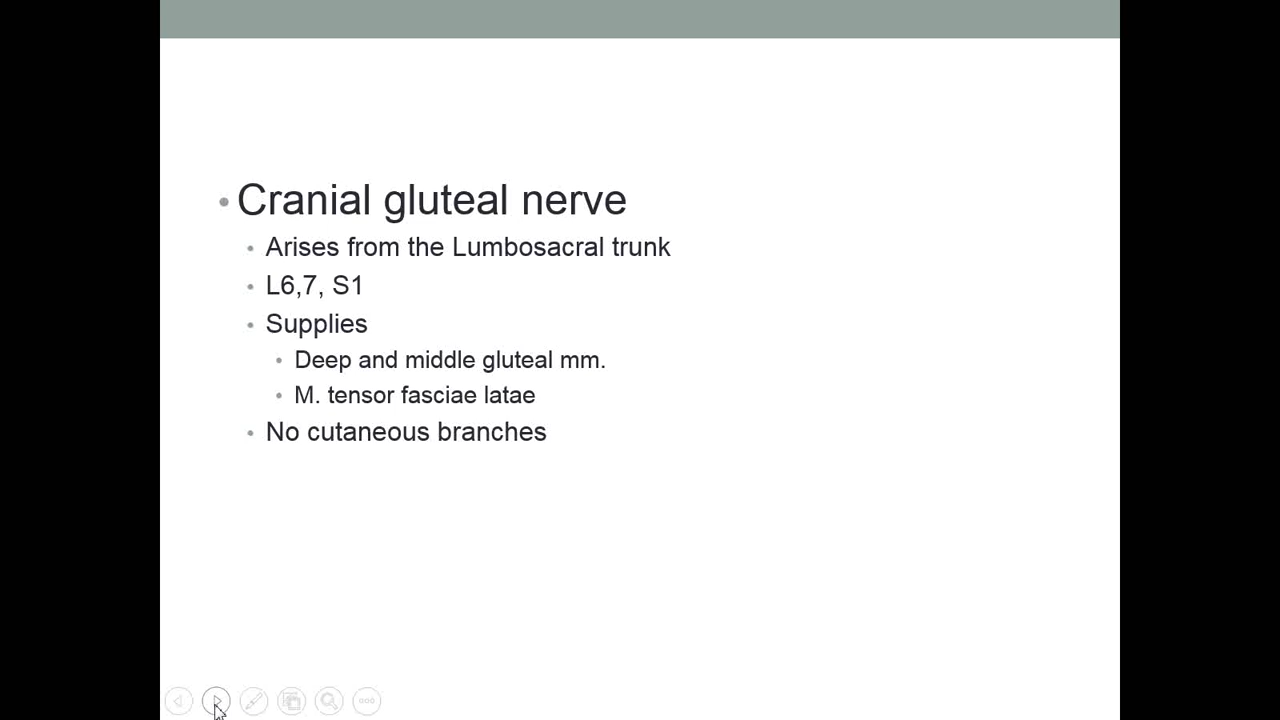 Cranial gluteal nerve
Arises from the Lumbosacral trunk
L6,7, S1
Supplies
Deep and middle gluteal mm.
M. tensor fasciae latae
No cutaneous branches